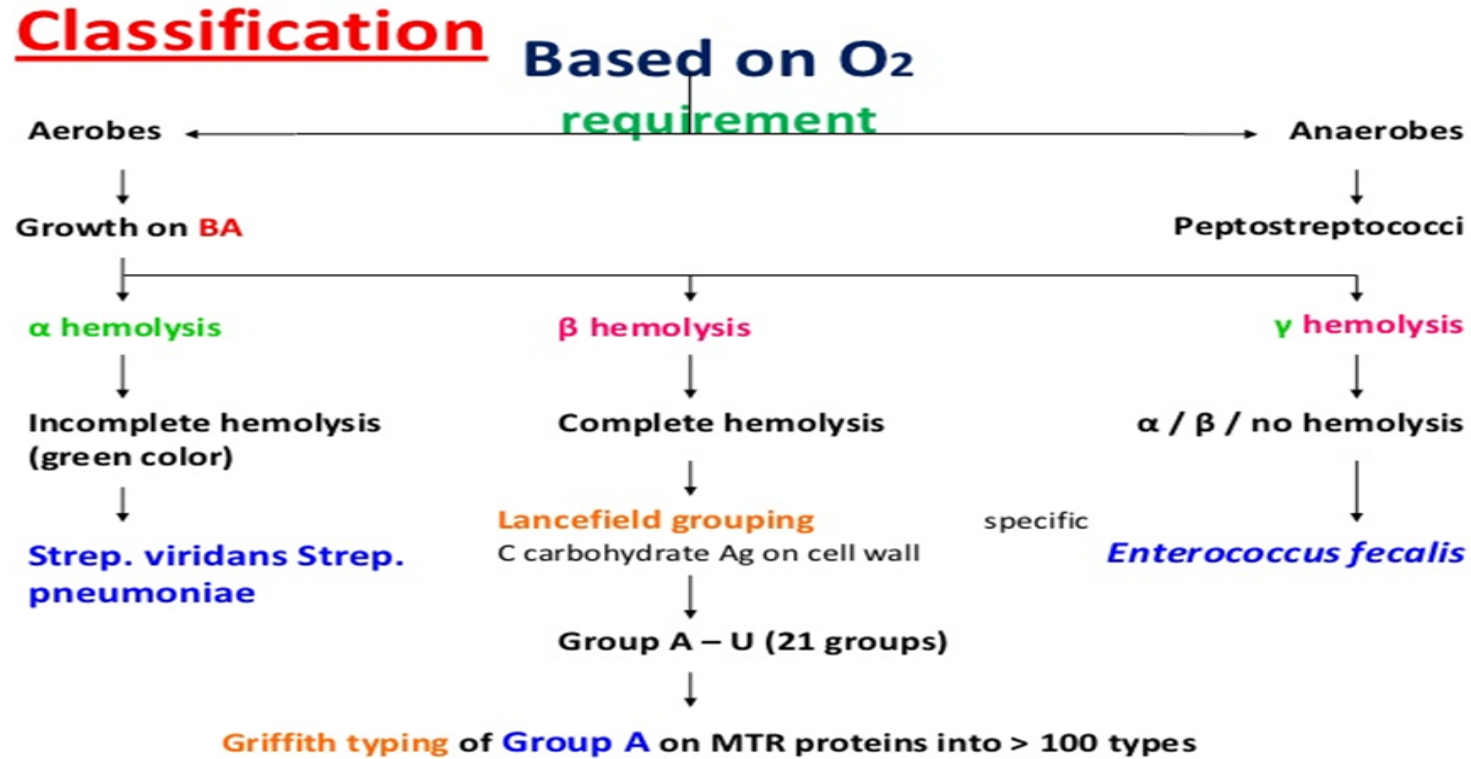 Classification
Based on O₂
requirement
Aerobes
Anaerobes
Growth on BA
Peptostreptococci
α hemolysis
β hemolysis
γ hemolysis
Incomplete hemolysis
(green color)
Complete hemolysis
α / β / no hemolysis
Lancefield grouping
specific
C carbohydrate Ag on cell wall
Strep. viridans Strep.
pneumoniae
Enterococcus fecalis
Group A – U (21 groups)
Griffith typing of Group A on MTR proteins into > 100 types